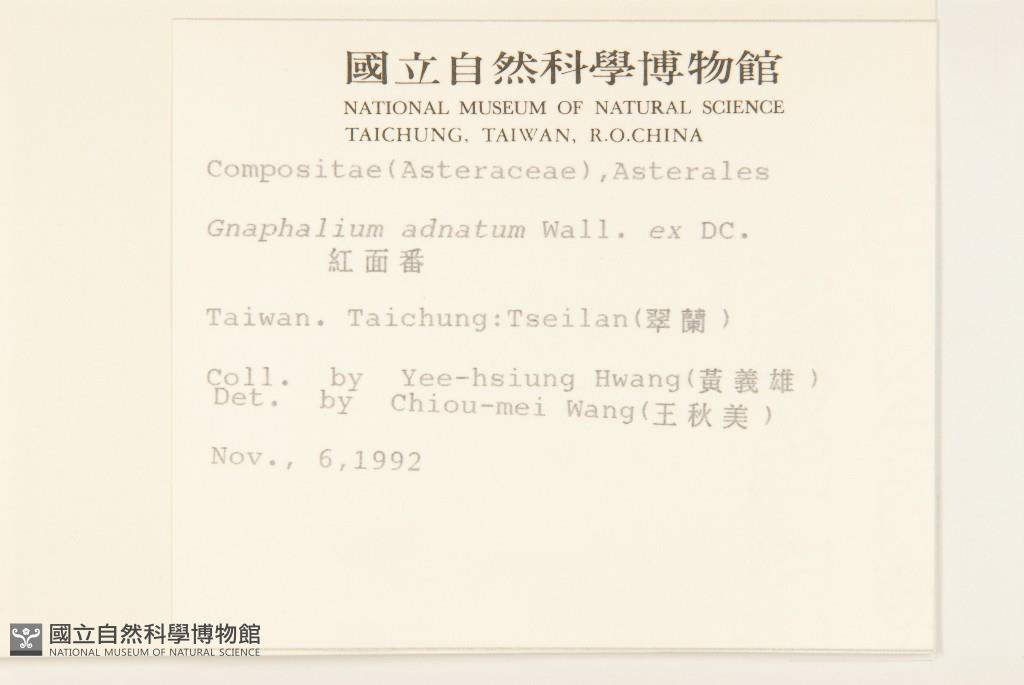 國立自然科學博物館
NATIONAL MUSEUM OF NATURAL SCIENCE
TAICHUNG, TAIWAN, R.O.CHINA
Compositae(Asteraceae),Asterales
Gnaphalium adnatum Wall. ex DC.
紅面番
Taiwan. Taichung:Tseilan(翠蘭)
Coll. by Yee-hsiung Hwang(黃義雄)
Det. by Chiou-mei Wang(王秋美)
Nov., 6,1992
國立自然科學博物館
NATIONAL MUSEUM OF NATURAL SCIENCE